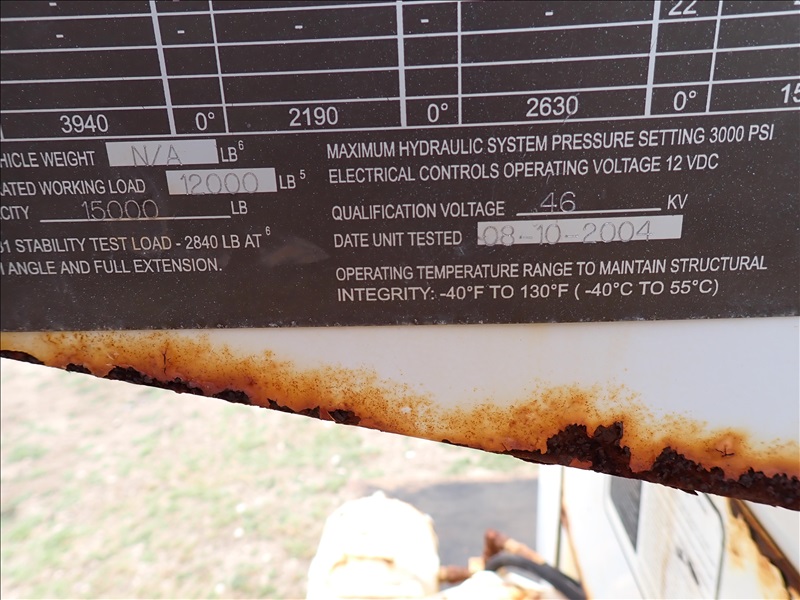 - - - - 22
- - - -
3940 0° 2190 0° 2630 0° 15
HICLE WEIGHT N/A LB6
ATED WORKING LOAD 12000 LB5
CITY 15000 LB
31 STABILITY TEST LOAD - 2840 LB AT6
ANGLE AND FULL EXTENSION.
MAXIMUM HYDRAULIC SYSTEM PRESSURE SETTING 3000 PSI
ELECTRICAL CONTROLS OPERATING VOLTAGE 12 VDC
QUALIFICATION VOLTAGE 46 KV
DATE UNIT TESTED 08-10-2004
OPERATING TEMPERATURE RANGE TO MAINTAIN STRUCTURAL
INTEGRITY: -40°F TO 130°F ( -40°C TO 55°C)